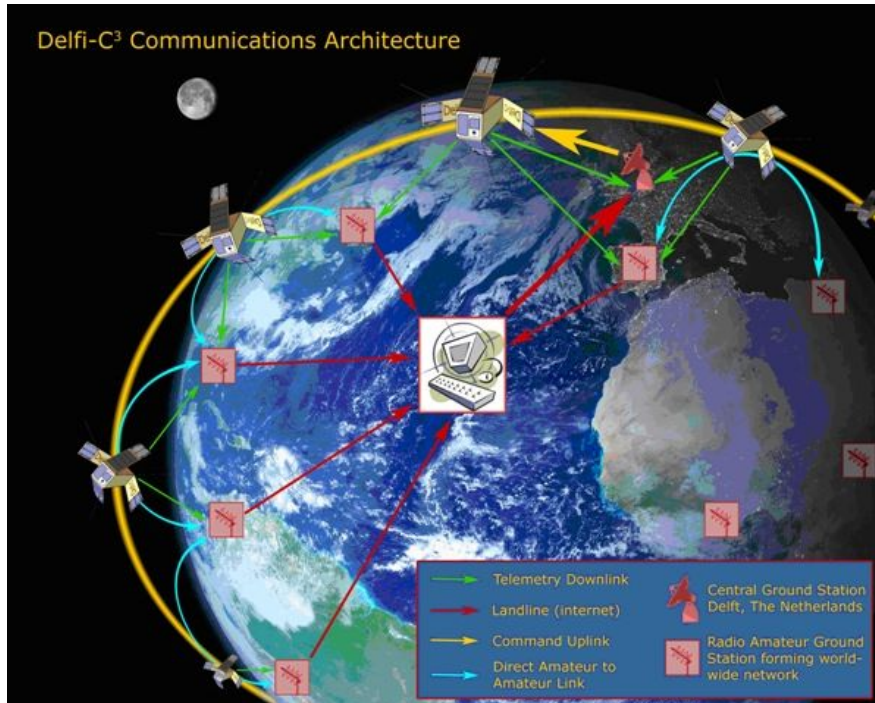 Delfi-C³ Communications Architecture
Telemetry Downlink
Landline (internet)
Command Uplink
Direct Amateur to
Amateur Link
Central Ground Station
Delft, The Netherlands
Radio Amateur Ground
Station forming world-
wide network